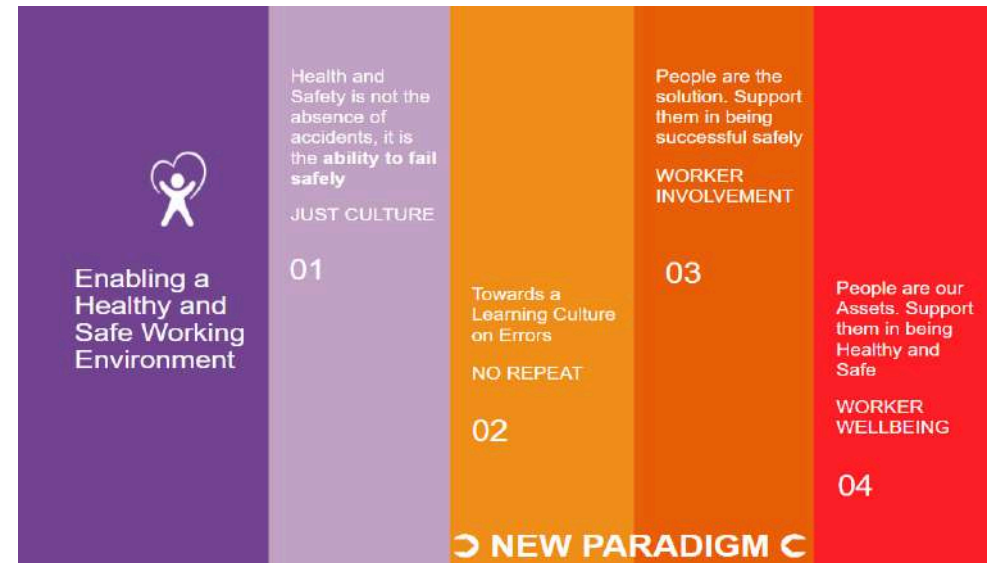 Enabling a
Healthy and
Safe Working
Environment
Health and
Safety is not the
absence of
accidents, it is
the ability to fail
safely
JUST CULTURE
01
Towards a
Learning Culture
on Errors
NO REPEAT
02
People are the
solution. Support
them in being
successful safely
WORKER
INVOLVEMENT
03
People are our
Assets. Support
them in being
Healthy and
Safe
WORKER
WELLBEING
04
NEW PARADIGM